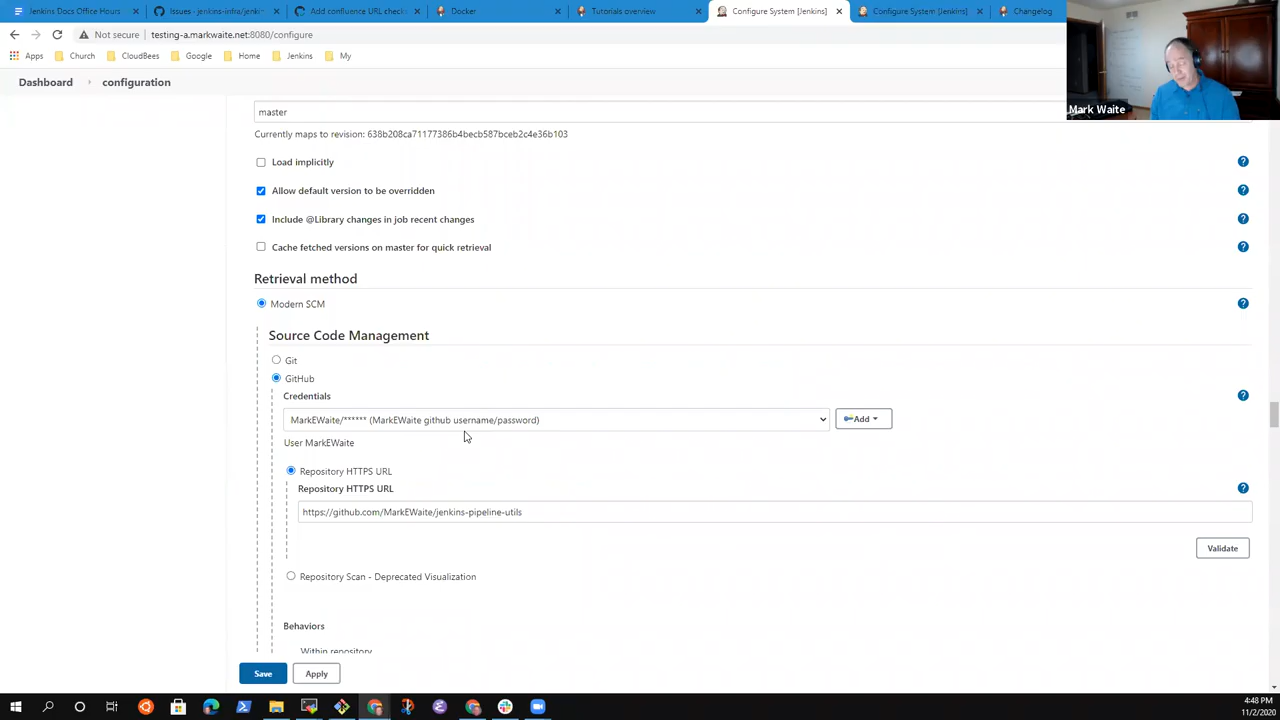 Jenkins Docs Office Hours
Issues · jenkins-infra/jenki
Add confluence URL check
Docker
Tutorials overview
Configure System [Jenkins]
Configure System [Jenkins]
Changelog
Not secure
testing-a.markwaite.net:8080/configure
Apps
Church
CloudBees
Google
Home
Jenkins
My
Mark Waite
Dashboard
configuration
master
Currently maps to revision: 638b208ca71177386b4becb587bceb2c4e36b103
Load implicitly
Allow default version to be overridden
Include @Library changes in job recent changes
Cache fetched versions on master for quick retrieval
Retrieval method
Modern SCM
Source Code Management
Git
GitHub
Credentials
MarkEWaite/****** (MarkEWaite github username/password)
Add
User MarkEWaite
Repository HTTPS URL
Repository HTTPS URL
https://github.com/MarkEWaite/jenkins-pipeline-utils
Validate
Repository Scan - Deprecated Visualization
Behaviors
Within repository
Save
Apply
4:48 PM
11/2/2020